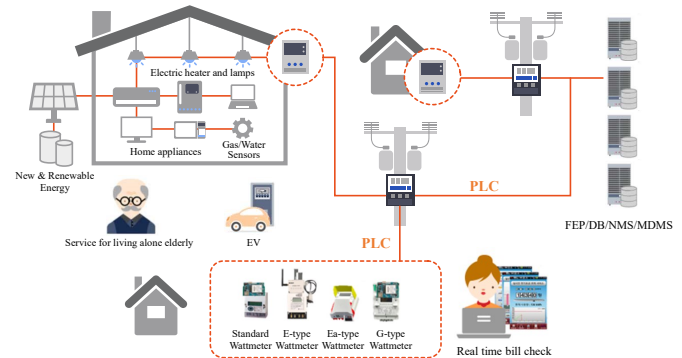 Electric heater and lamps
Home appliances
Gas/Water
Sensors
New & Renewable
Energy
PLC
FEP/DB/NMS/MDMS
Service for living alone elderly
EV
PLC
Standard
Wattmeter
E-type
Wattmeter
Ea-type
Wattmeter
G-type
Wattmeter
Real time bill check